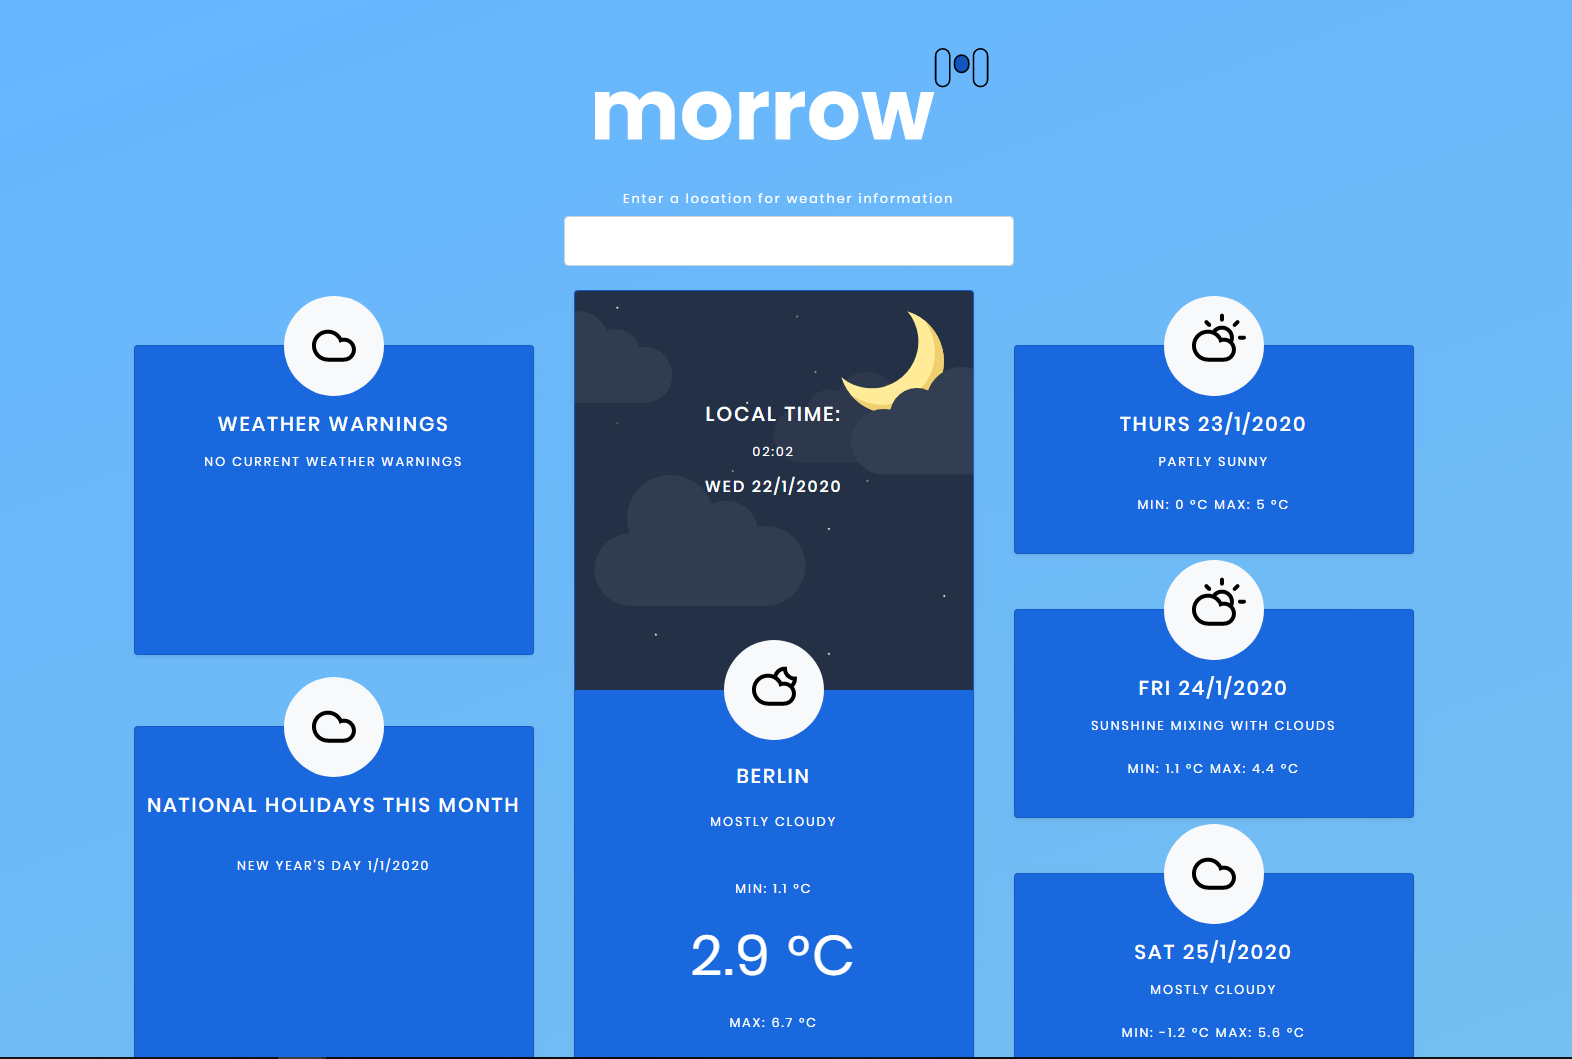 morrow
Enter a location for weather information
WEATHER WARNINGS
NO CURRENT WEATHER WARNINGS
NATIONAL HOLIDAYS THIS MONTH
NEW YEAR'S DAY 1/1/2020
LOCAL TIME:
02:02
WED 22/1/2020
BERLIN
MOSTLY CLOUDY
MIN: 1.1 °C
2.9 °C
MAX: 6.7 °C
THURS 23/1/2020
PARTLY SUNNY
MIN: 0 °C MAX: 5 °C
FRI 24/1/2020
SUNSHINE MIXING WITH CLOUDS
MIN: 1.1 °C MAX: 4.4 °C
SAT 25/1/2020
MOSTLY CLOUDY
MIN: -1.2 °C MAX: 5.6 °C